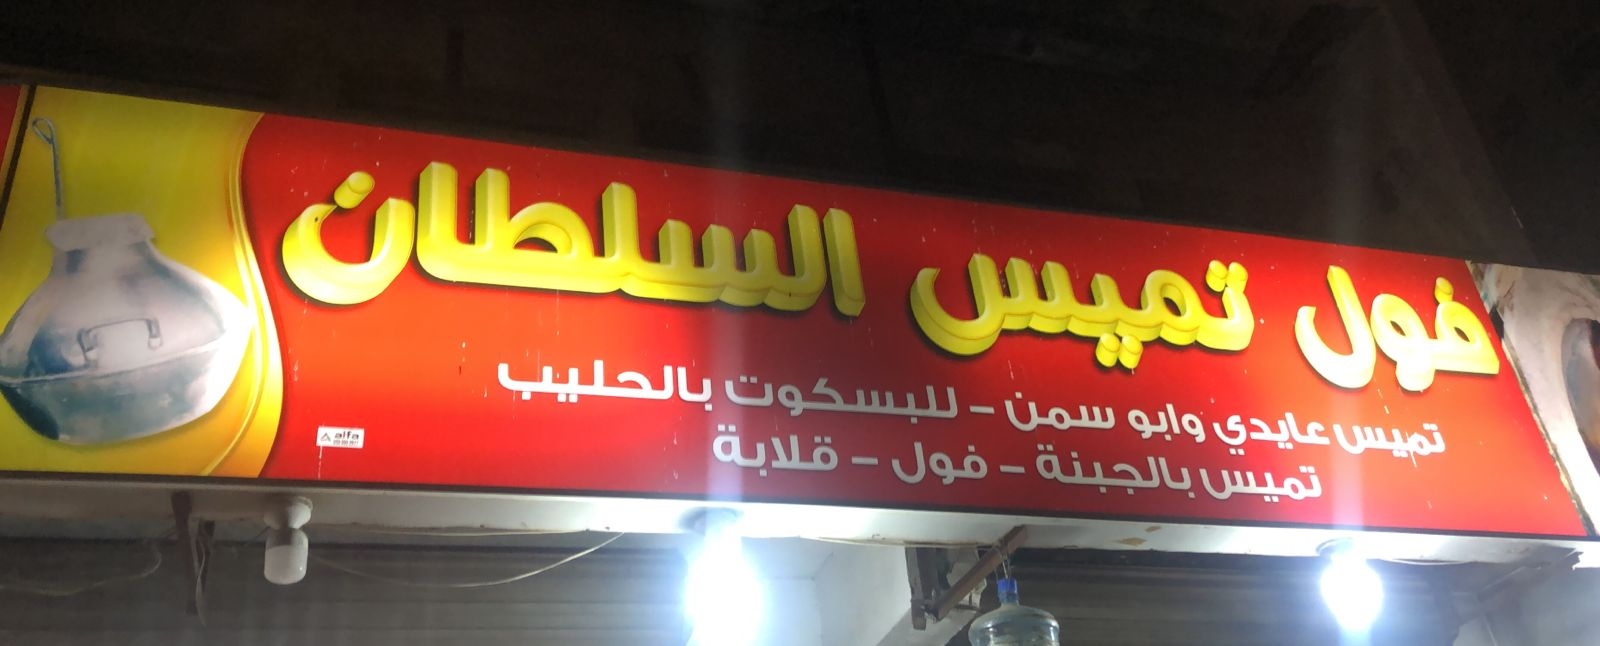 فول تميس السلطان
تميس عايدي وابو سمن - للبسكوت بالحليب
تميس بالجبنة - فول - قلابة
alfa